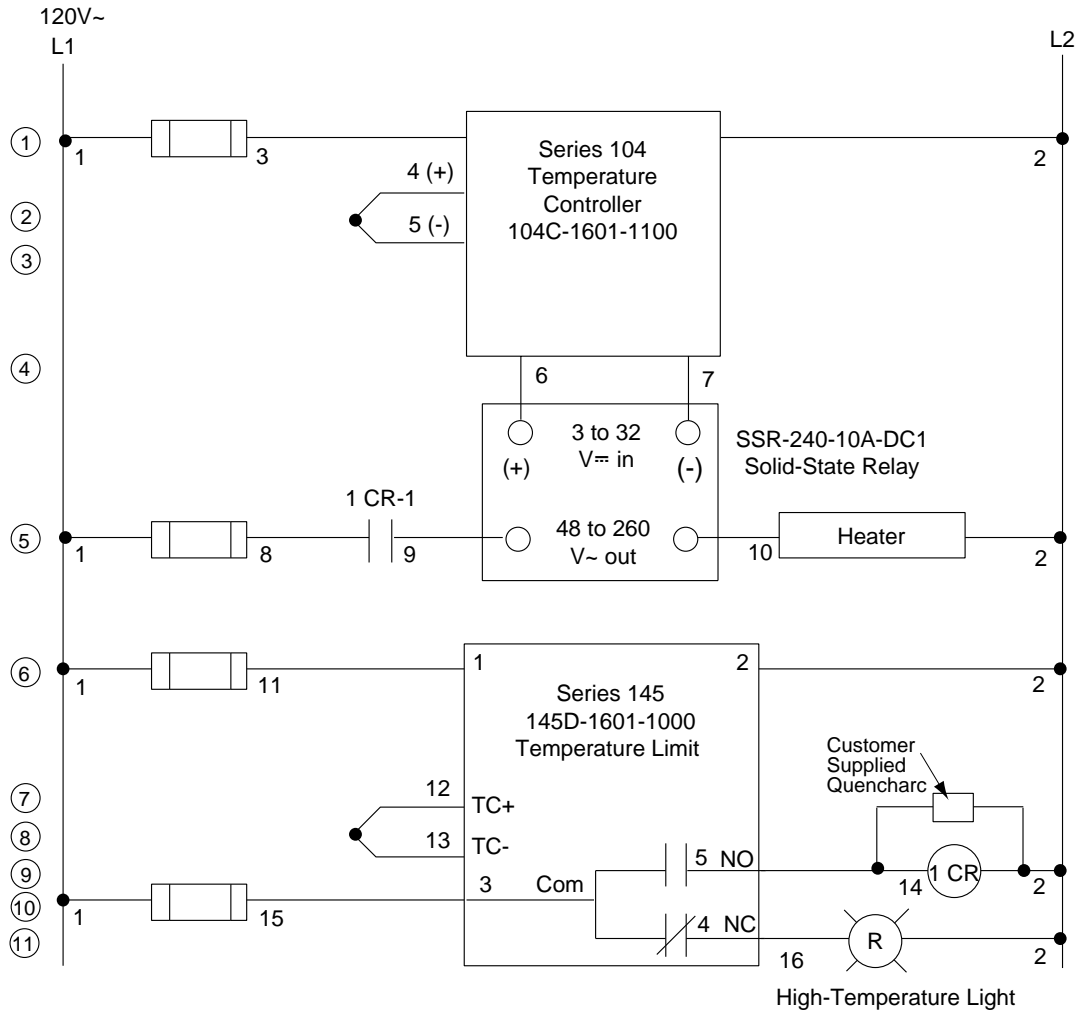 120V~
L1
L2
1
1
3
Series 104
Temperature
Controller
104C-1601-1100
2
2
4 (+)
3
5 (-)
4
6
7
3 to 32
V⎓ in
(+)
(-)
SSR-240-10A-DC1
Solid-State Relay
5
1
8
1 CR-1
9
48 to 260
V~ out
10
Heater
2
6
1
11
1
2
2
Series 145
145D-1601-1000
Temperature Limit
Customer
Supplied
Quencharc
7
12
TC+
8
13
TC-
9
5 NO
14
1 CR
2
10
1
15
3
Com
11
4 NC
16
R
2
High-Temperature Light